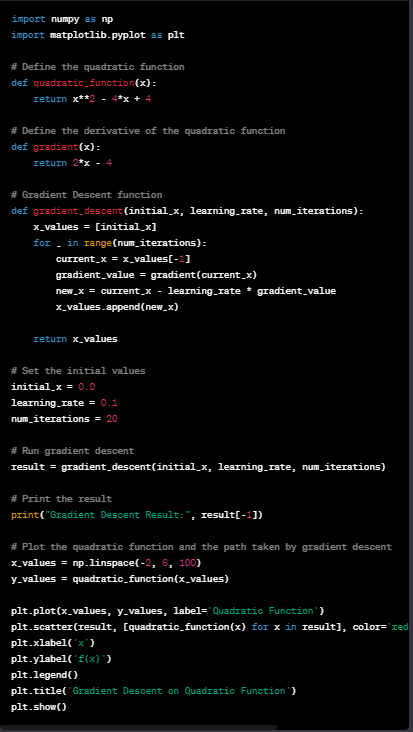 import numpy as np
import matplotlib.pyplot as plt
# Define the quadratic function
def quadratic_function(x):
    return x**2 - 4*x + 4
# Define the derivative of the quadratic function
def gradient(x):
    return 2*x - 4
# Gradient Descent function
def gradient_descent(initial_x, learning_rate, num_iterations):
    x_values = [initial_x]
    for _ in range(num_iterations):
        current_x = x_values[-1]
        gradient_value = gradient(current_x)
        new_x = current_x - learning_rate * gradient_value
        x_values.append(new_x)
    return x_values
# Set the initial values
initial_x = 0.0
learning_rate = 0.1
num_iterations = 20
# Run gradient descent
result = gradient_descent(initial_x, learning_rate, num_iterations)
# Print the result
print("Gradient Descent Result:", result[-1])
# Plot the quadratic function and the path taken by gradient descent
x_values = np.linspace(-2, 6, 100)
y_values = quadratic_function(x_values)
plt.plot(x_values, y_values, label='Quadratic Function')
plt.scatter(result, [quadratic_function(x) for x in result], color='red
plt.xlabel('x')
plt.ylabel('f(x)')
plt.legend()
plt.title('Gradient Descent on Quadratic Function')
plt.show()